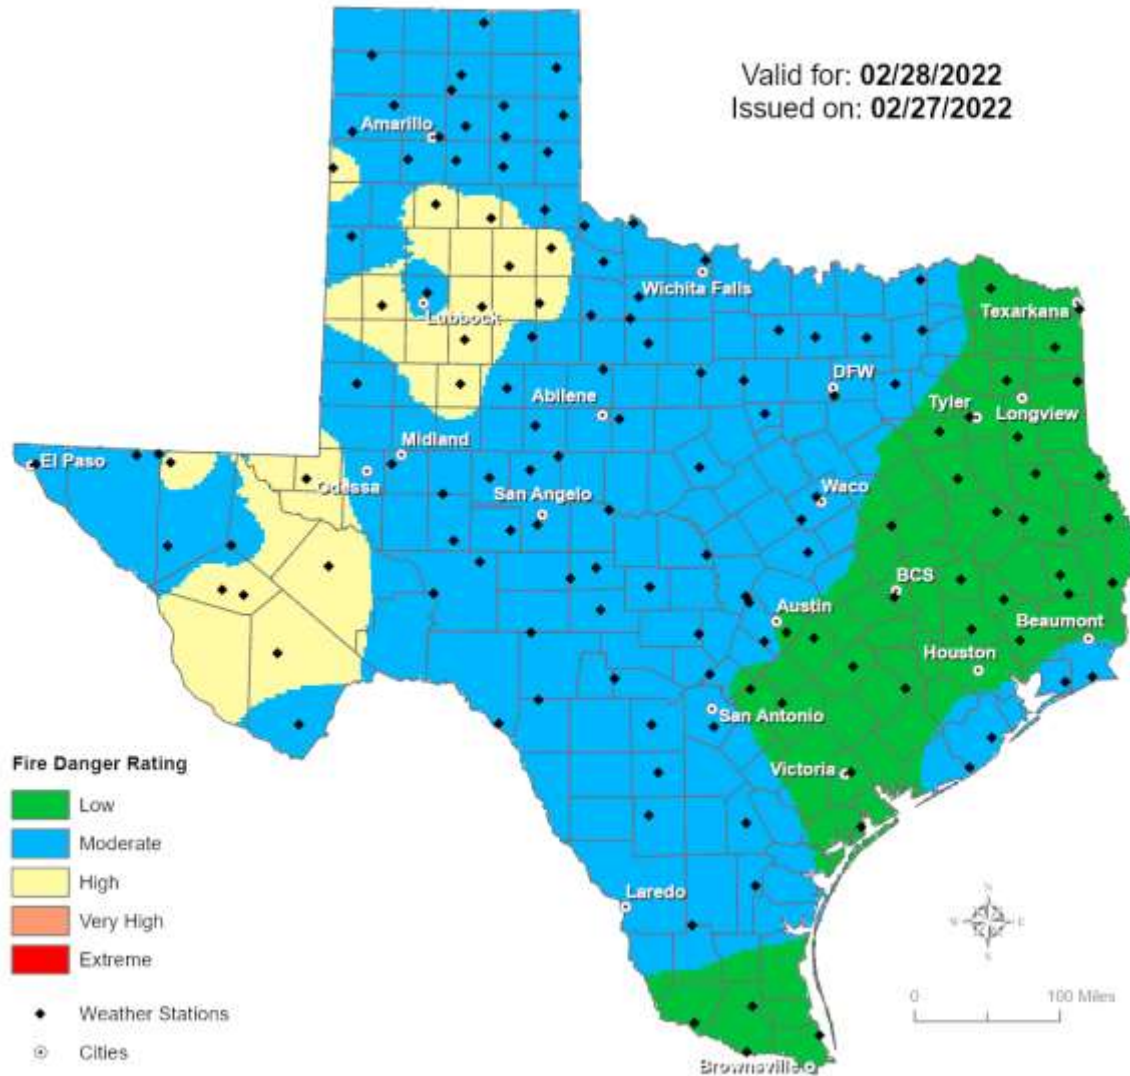 Valid for: 02/28/2022
Issued on: 02/27/2022
Amarillo
Lubbock
Wichita Falls
Texarkana
DFW
Abilene
Tyler
Longview
Midland
El Paso
Odessa
San Angelo
Waco
BCS
Austin
Beaumont
Houston
San Antonio
Victoria
Laredo
Brownsville
Fire Danger Rating
Low
Moderate
High
Very High
Extreme
Weather Stations
Cities
N
W E
S
0 100 Miles